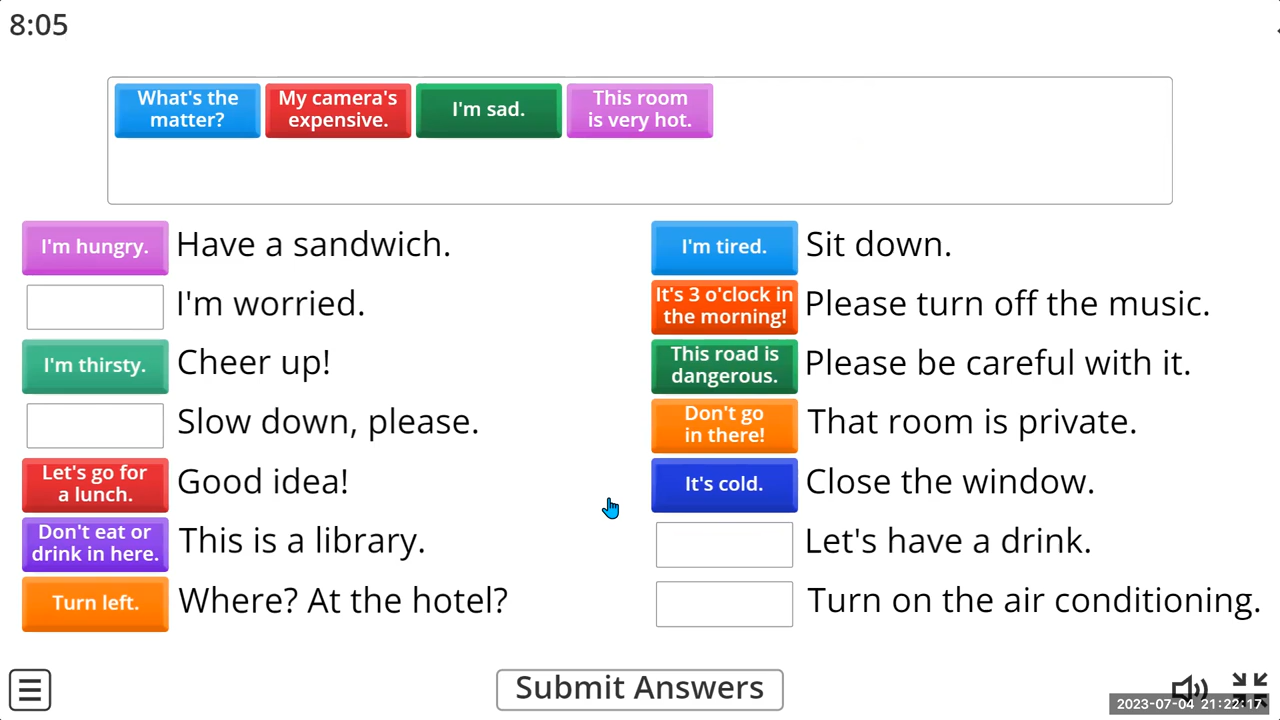 8:05
What's the
matter?
My camera's
expensive.
I'm sad.
This room
is very hot.
I'm hungry.
Have a sandwich.
I'm worried.
I'm thirsty.
Cheer up!
Slow down, please.
Let's go for
a lunch.
Good idea!
Don't eat or
drink in here.
This is a library.
Turn left.
Where? At the hotel?
I'm tired.
Sit down.
It's 3 o'clock in
the morning!
Please turn off the music.
This road is
dangerous.
Please be careful with it.
Don't go
in there!
That room is private.
It's cold.
Close the window.
Let's have a drink.
Turn on the air conditioning.
Submit Answers
2023-07-04 21:22:17